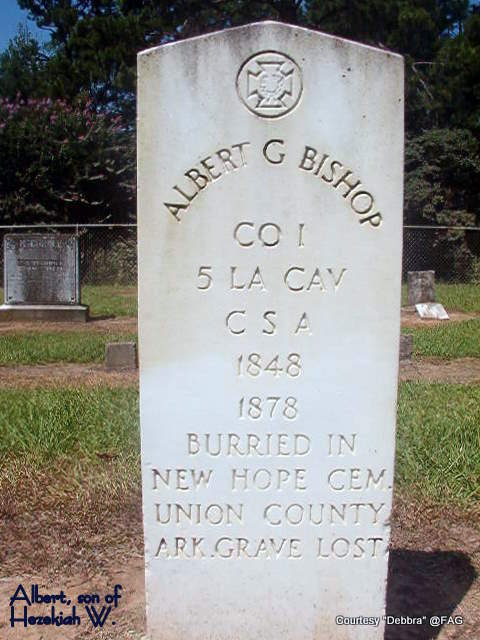 ALBERT G BISHOP
CO I
5 LA CAV
C S A
1848
1878
BURRIED IN
NEW HOPE CEM.
UNION COUNTY
ARK. GRAVE LOST
Albert, son of
Hezekiah W.
Courtesy "Debbra" @FAG